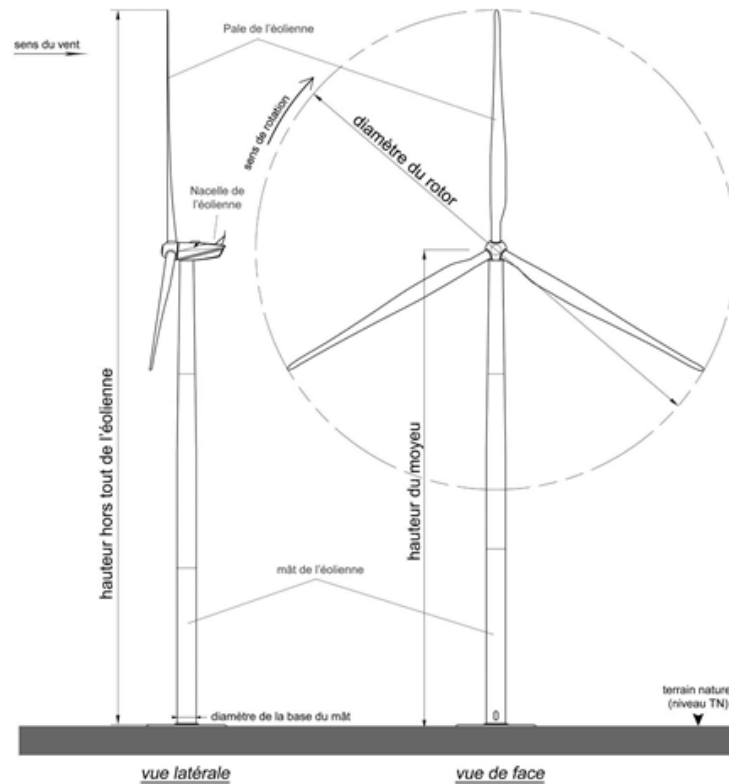 sens du vent
Pale de l'éolienne
sens de rotation
diamètre du rotor
Nacelle de
l'éolienne
hauteur hors tout de l'éolienne
hauteur du moyeu
mât de l'éolienne
diamètre de la base du mât
terrain nature
(niveau TN)
vue latérale
vue de face